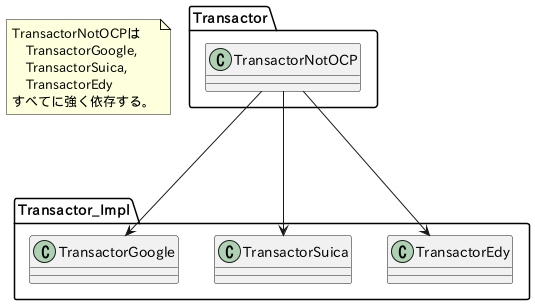 TransactorNotOCPは
TransactorGoogle,
TransactorSuica,
TransactorEdy
すべてに強く依存する。
Transactor
C TransactorNotOCP
Transactor_Impl
C TransactorGoogle
C TransactorSuica
C TransactorEdy